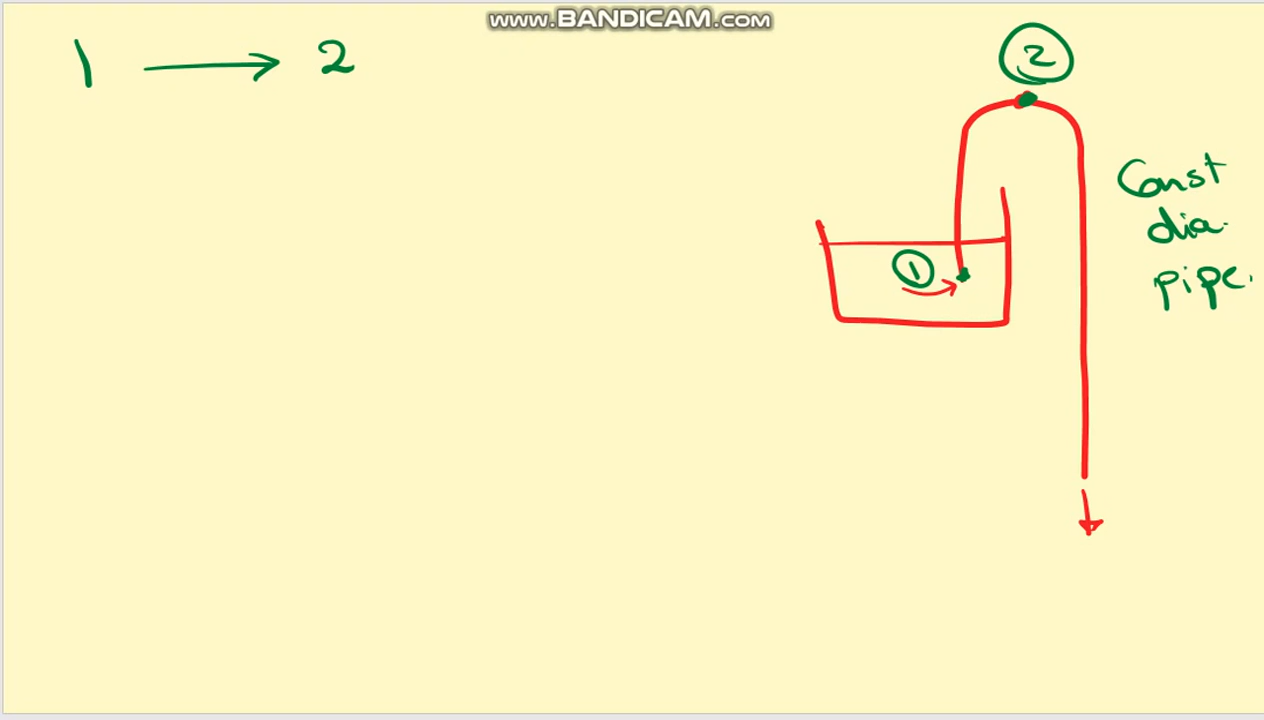 www.BANDICAM.com
1 → 2
2
Const
dia.
pipe.
1